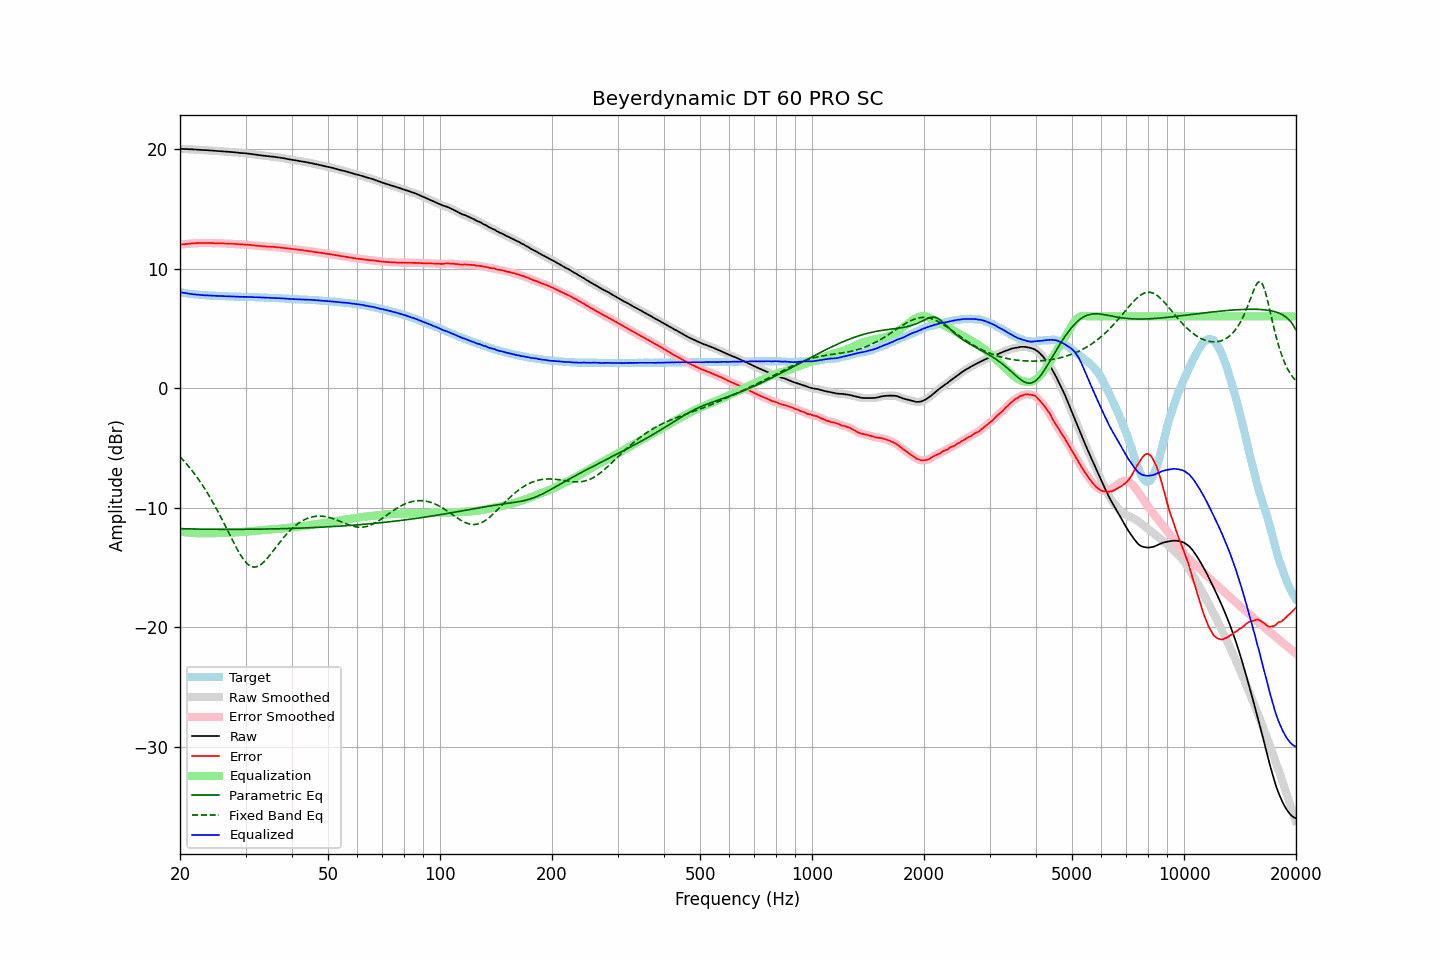 Beyerdynamic DT 60 PRO SC
Amplitude (dBr)
20
10
0
−10
−20
−30
Target
Raw Smoothed
Error Smoothed
Raw
Error
Equalization
Parametric Eq
Fixed Band Eq
Equalized
20 50 100 200 500 1000 2000 5000 10000 20000
Frequency (Hz)